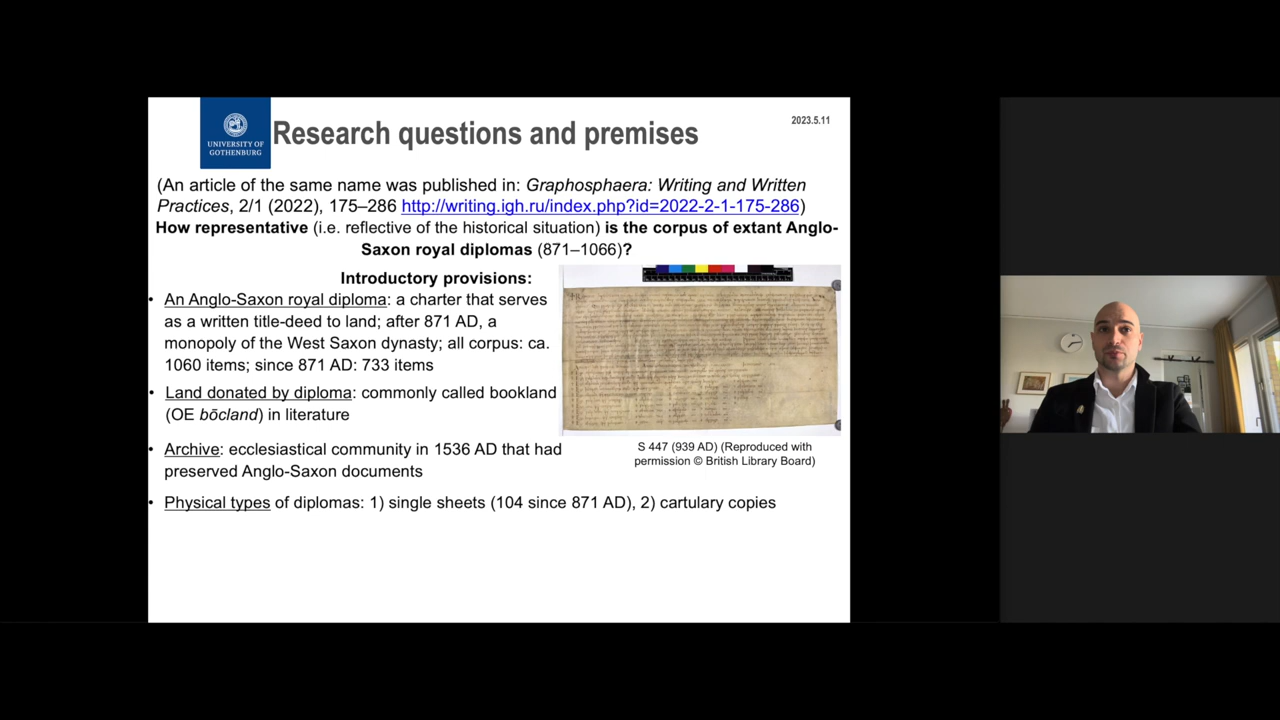 UNIVERSITY OF
GOTHENBURG
Research questions and premises
2023.5.11
(An article of the same name was published in: Graphosphaera: Writing and Written
Practices, 2/1 (2022), 175–286 http://writing.igh.ru/index.php?id=2022-2-1-175-286)
How representative (i.e. reflective of the historical situation) is the corpus of extant Anglo-
Saxon royal diplomas (871–1066)?
Introductory provisions:
• An Anglo-Saxon royal diploma: a charter that serves
as a written title-deed to land; after 871 AD, a
monopoly of the West Saxon dynasty; all corpus: ca.
1060 items; since 871 AD: 733 items
• Land donated by diploma: commonly called bookland
(OE bōcland) in literature
• Archive: ecclesiastical community in 1536 AD that had
preserved Anglo-Saxon documents
• Physical types of diplomas: 1) single sheets (104 since 871 AD), 2) cartulary copies
S 447 (939 AD) (Reproduced with
permission © British Library Board)